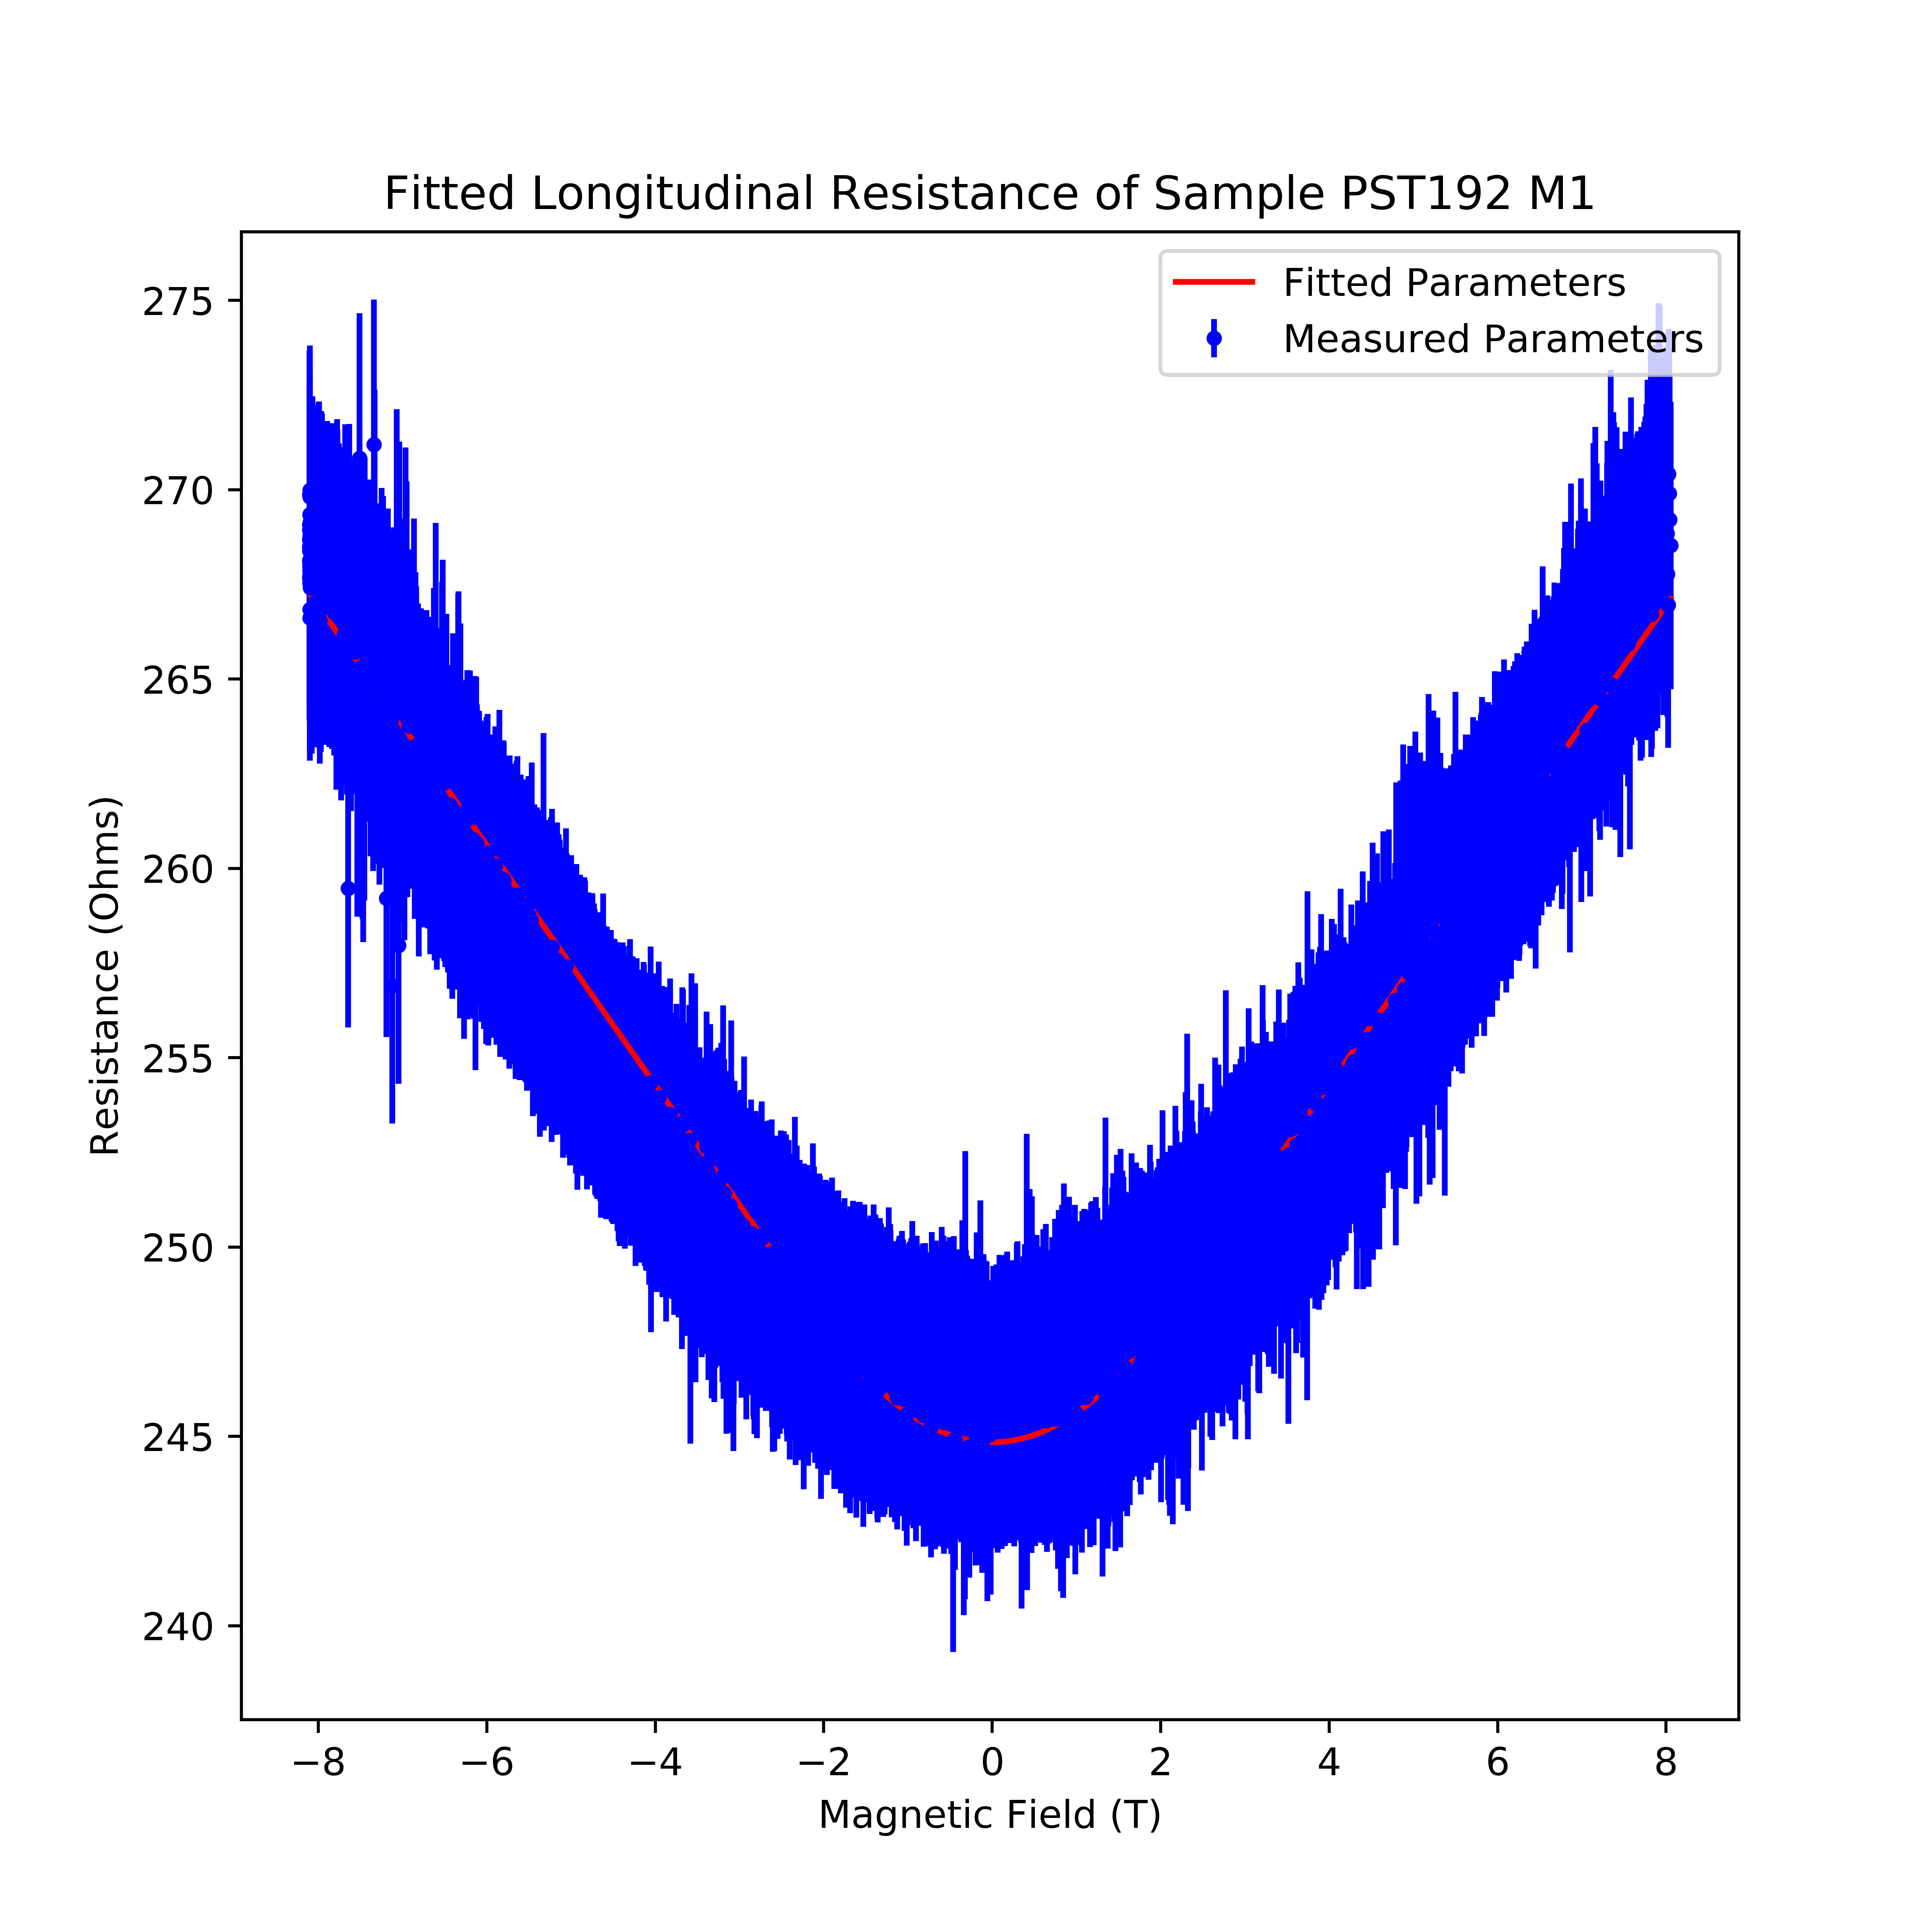 Fitted Longitudinal Resistance of Sample PST192 M1
Fitted Parameters
Measured Parameters
275
270
265
260
255
250
245
240
Resistance (Ohms)
−8 −6 −4 −2 0 2 4 6 8
Magnetic Field (T)